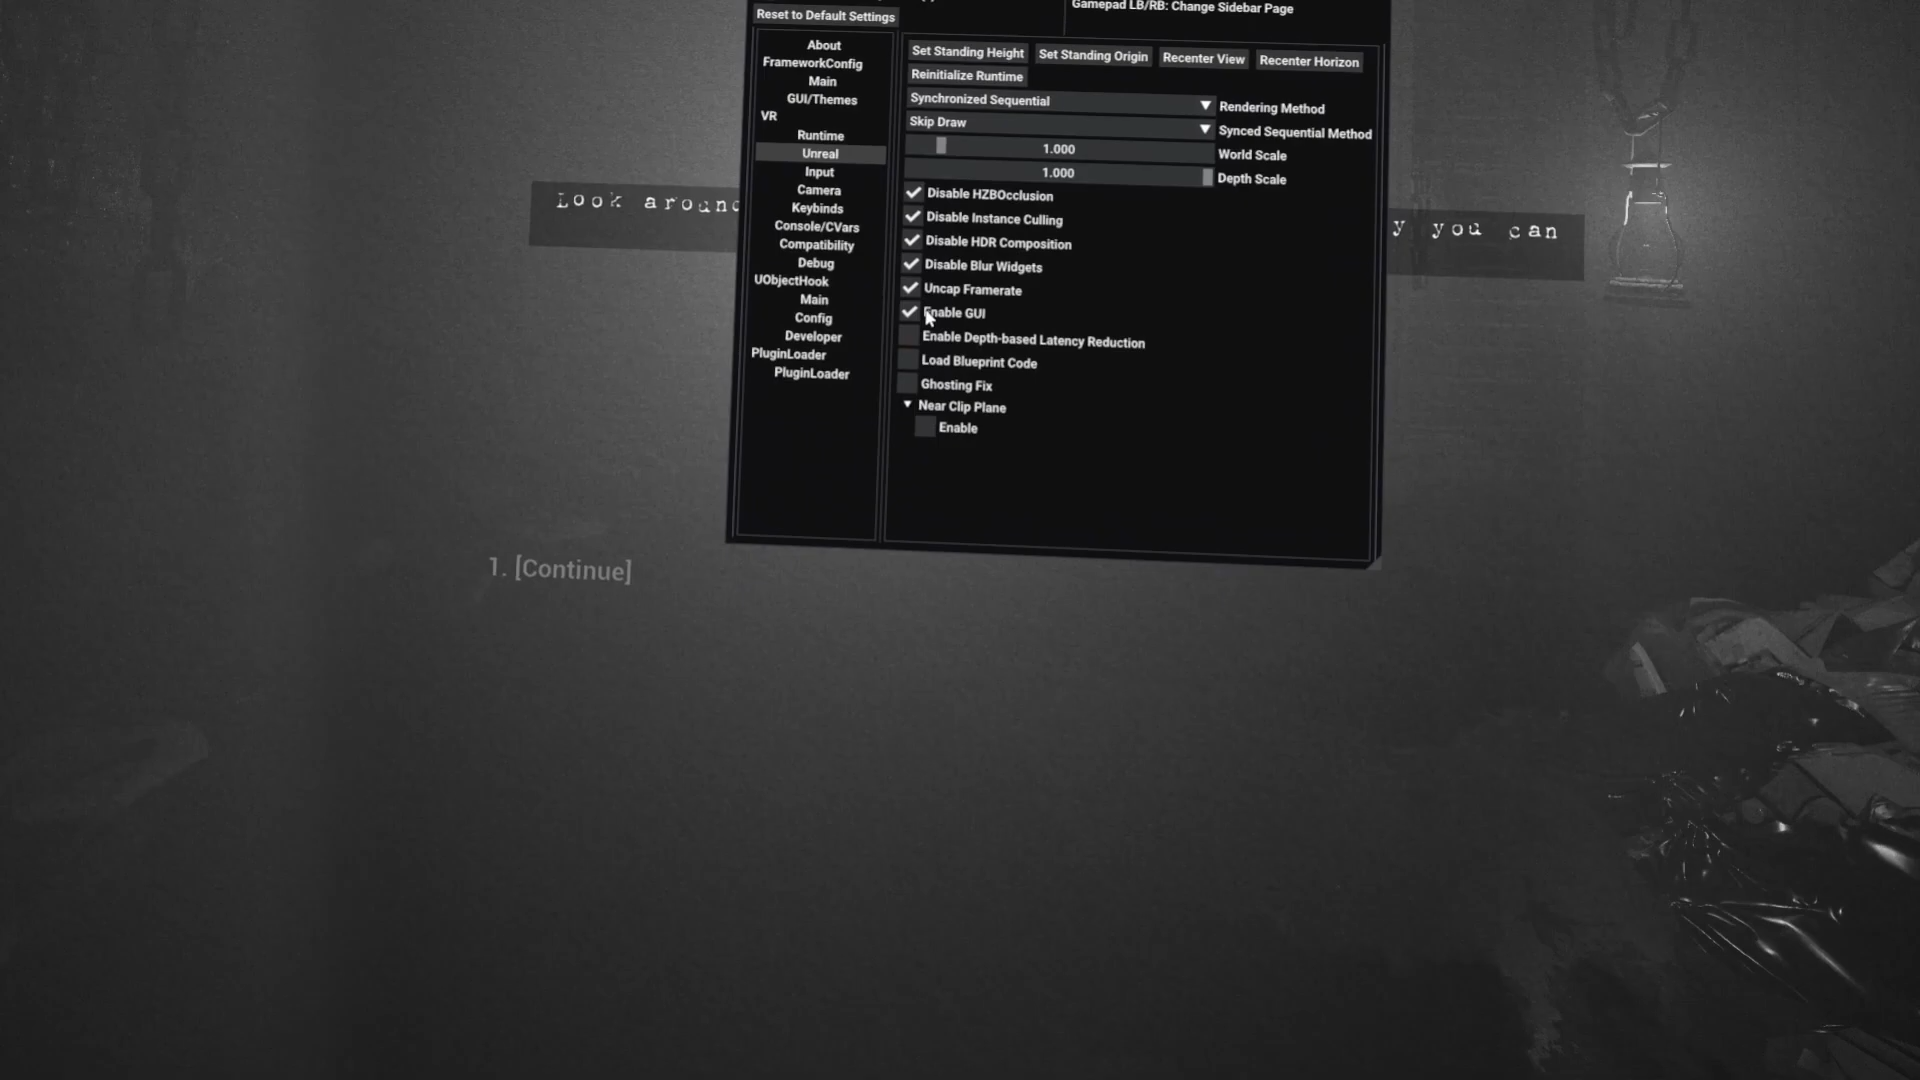 Gamepad LB/RB: Change Sidebar Page
Reset to Default Settings
About
FrameworkConfig
Main
GUI/Themes
VR
Runtime
Unreal
Input
Camera
Keybinds
Console/CVars
Compatibility
Debug
UObjectHook
Main
Config
Developer
PluginLoader
PluginLoader
Set Standing Height Set Standing Origin Recenter View Recenter Horizon
Reinitialize Runtime
Synchronized Sequential Rendering Method
Skip Draw Synced Sequential Method
1.000 World Scale
1.000 Depth Scale
Disable HZBOcclusion
Disable Instance Culling
Disable HDR Composition
Disable Blur Widgets
Uncap Framerate
Enable GUI
Enable Depth-based Latency Reduction
Load Blueprint Code
Ghosting Fix
Near Clip Plane
Enable
Look around
y you can
1. [Continue]